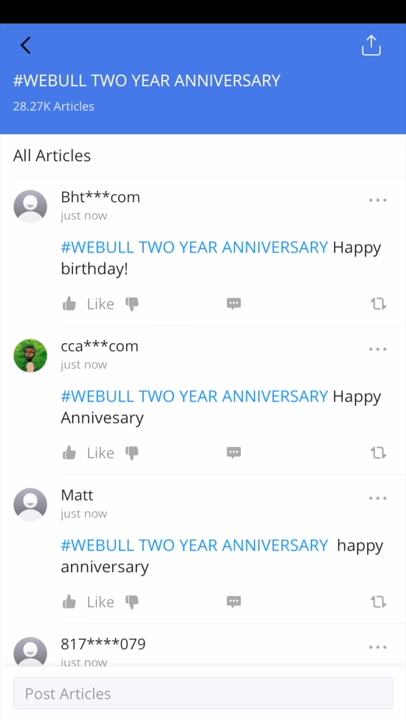 #WEBULL TWO YEAR ANNIVERSARY
28.27K Articles
All Articles
Bht***com
just now
#WEBULL TWO YEAR ANNIVERSARY Happy
birthday!
Like
cca***com
just now
#WEBULL TWO YEAR ANNIVERSARY Happy
Annivesary
Like
Matt
just now
#WEBULL TWO YEAR ANNIVERSARY happy
anniversary
Like
817****079
just now
Post Articles